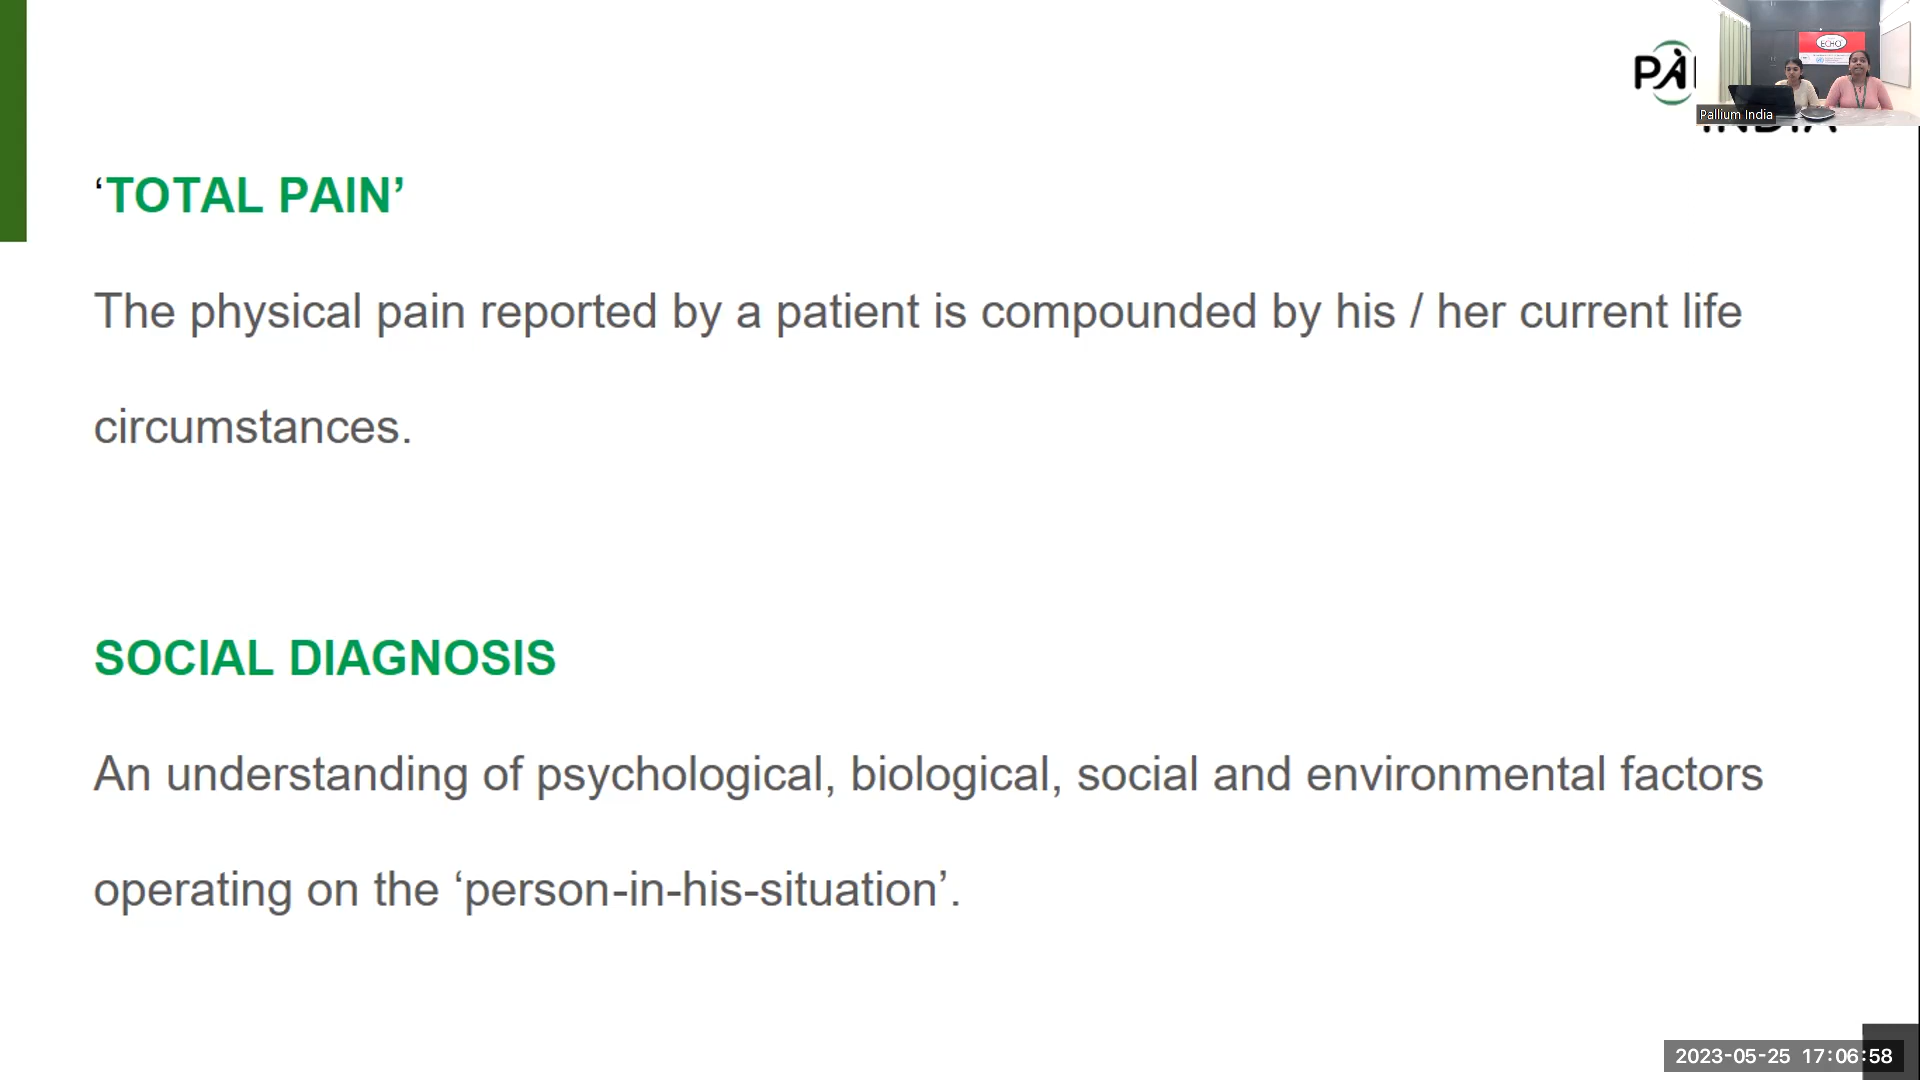 ECHO
Pallium India
‘TOTAL PAIN’
The physical pain reported by a patient is compounded by his / her current life
circumstances.
SOCIAL DIAGNOSIS
An understanding of psychological, biological, social and environmental factors
operating on the ‘person-in-his-situation’.
2023-05-25 17:06:58